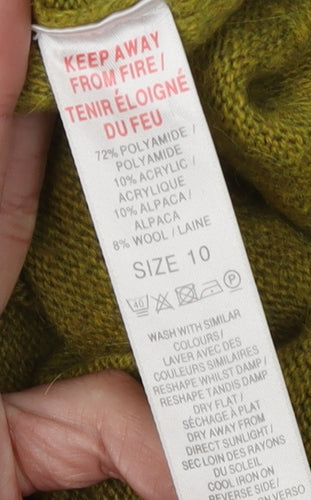 KEEP AWAY
FROM FIRE /
TENIR ÉLOIGNÉ
DU FEU
72% POLYAMIDE /
POLYAMIDE
10% ACRYLIC /
ACRYLIQUE
10% ALPACA /
ALPACA
8% WOOL / LAINE
SIZE 10
40 P
WASH WITH SIMILAR
COLOURS /
LAVER AVEC DES
COULEURS SIMILAIRES
RESHAPE WHILST DAMP /
RESHAPE TANDIS DAMP
DRY FLAT /
SÉCHAGE À PLAT
DRY AWAY FROM
DIRECT SUNLIGHT /
SEC LOIN DES RAYONS
DU SOLEIL
COOL IRON ON
REVERSE SIDE /
EN VERSO